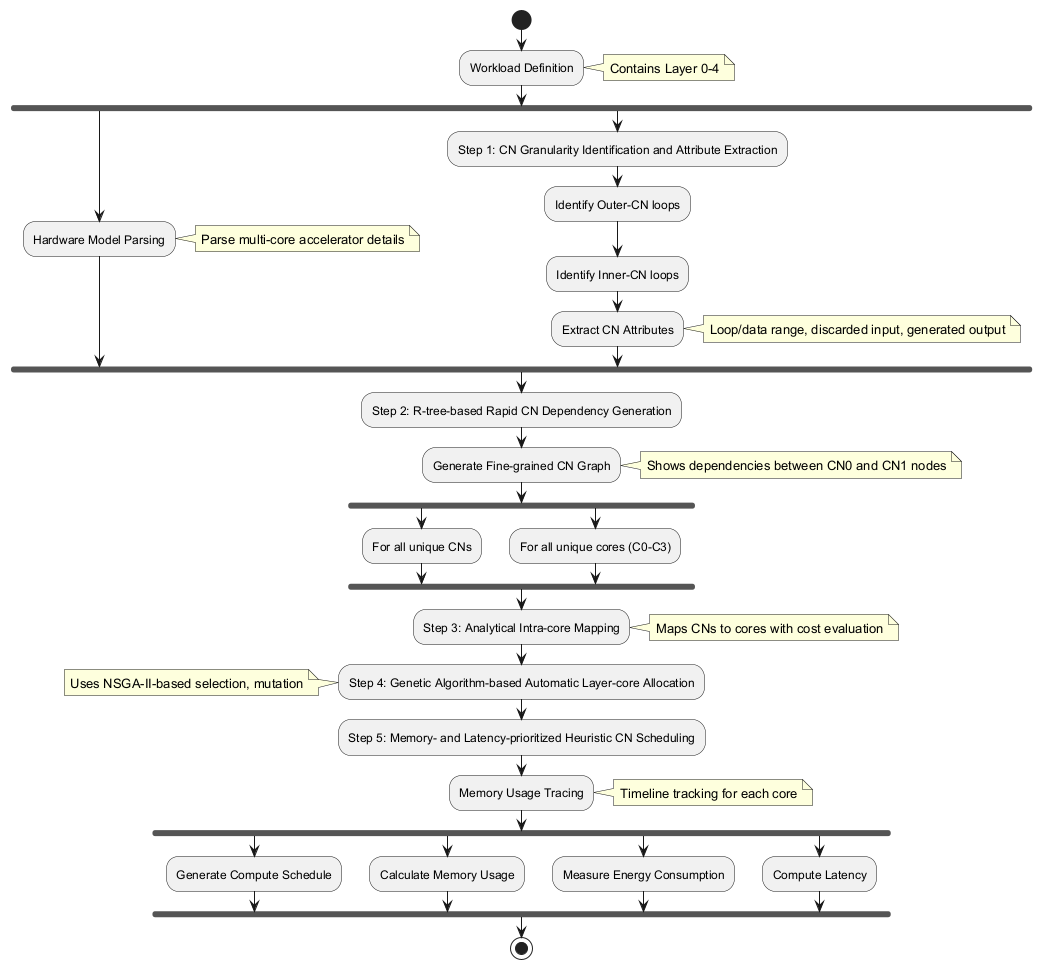 Workload Definition
Contains Layer 0-4
Step 1: CN Granularity Identification and Attribute Extraction
Identify Outer-CN loops
Hardware Model Parsing
Parse multi-core accelerator details
Identify Inner-CN loops
Extract CN Attributes
Loop/data range, discarded input, generated output
Step 2: R-tree-based Rapid CN Dependency Generation
Generate Fine-grained CN Graph
Shows dependencies between CN0 and CN1 nodes
For all unique CNs
For all unique cores (C0-C3)
Step 3: Analytical Intra-core Mapping
Maps CNs to cores with cost evaluation
Uses NSGA-II-based selection, mutation
Step 4: Genetic Algorithm-based Automatic Layer-core Allocation
Step 5: Memory- and Latency-prioritized Heuristic CN Scheduling
Memory Usage Tracing
Timeline tracking for each core
Generate Compute Schedule
Calculate Memory Usage
Measure Energy Consumption
Compute Latency